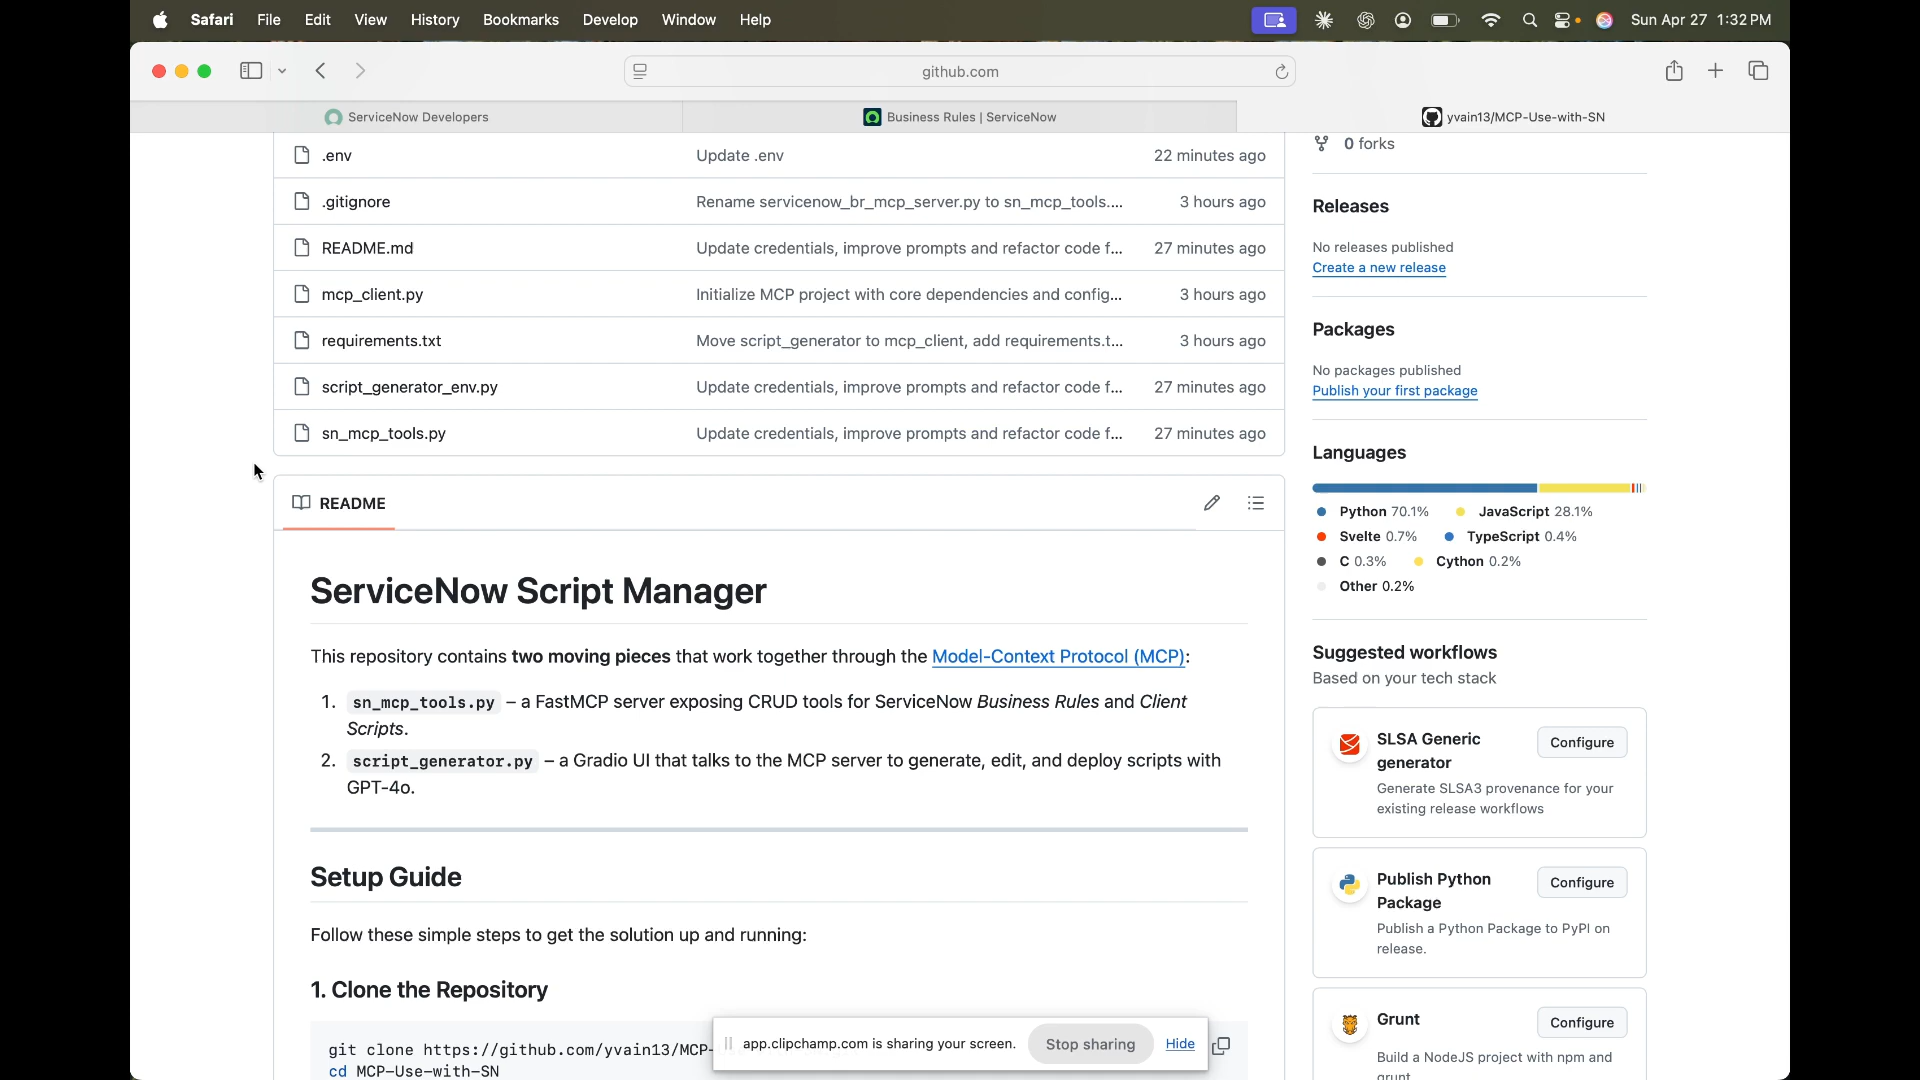 Safari File Edit View History Bookmarks Develop Window Help Sun Apr 27 1:32 PM
github.com
ServiceNow Developers
Business Rules | ServiceNow
yvain13/MCP-Use-with-SN
.env Update .env 22 minutes ago
.gitignore Rename servicenow_br_mcp_server.py to sn_mcp_tools.... 3 hours ago
README.md Update credentials, improve prompts and refactor code f... 27 minutes ago
mcp_client.py Initialize MCP project with core dependencies and config... 3 hours ago
requirements.txt Move script_generator to mcp_client, add requirements.t... 3 hours ago
script_generator_env.py Update credentials, improve prompts and refactor code f... 27 minutes ago
sn_mcp_tools.py Update credentials, improve prompts and refactor code f... 27 minutes ago
README
ServiceNow Script Manager
This repository contains two moving pieces that work together through the Model-Context Protocol (MCP):
1. sn_mcp_tools.py – a FastMCP server exposing CRUD tools for ServiceNow Business Rules and Client
Scripts.
2. script_generator.py – a Gradio UI that talks to the MCP server to generate, edit, and deploy scripts with
GPT-4o.
Setup Guide
Follow these simple steps to get the solution up and running:
1. Clone the Repository
git clone https://github.com/yvain13/MCP-
cd MCP-Use-with-SN
app.clipchamp.com is sharing your screen. Stop sharing Hide
0 forks
Releases
No releases published
Create a new release
Packages
No packages published
Publish your first package
Languages
Python 70.1% JavaScript 28.1%
Svelte 0.7% TypeScript 0.4%
C 0.3% Cython 0.2%
Other 0.2%
Suggested workflows
Based on your tech stack
SLSA Generic
generator
Configure
Generate SLSA3 provenance for your
existing release workflows
Publish Python
Package
Configure
Publish a Python Package to PyPI on
release.
Grunt
Configure
Build a NodeJS project with npm and
grunt.